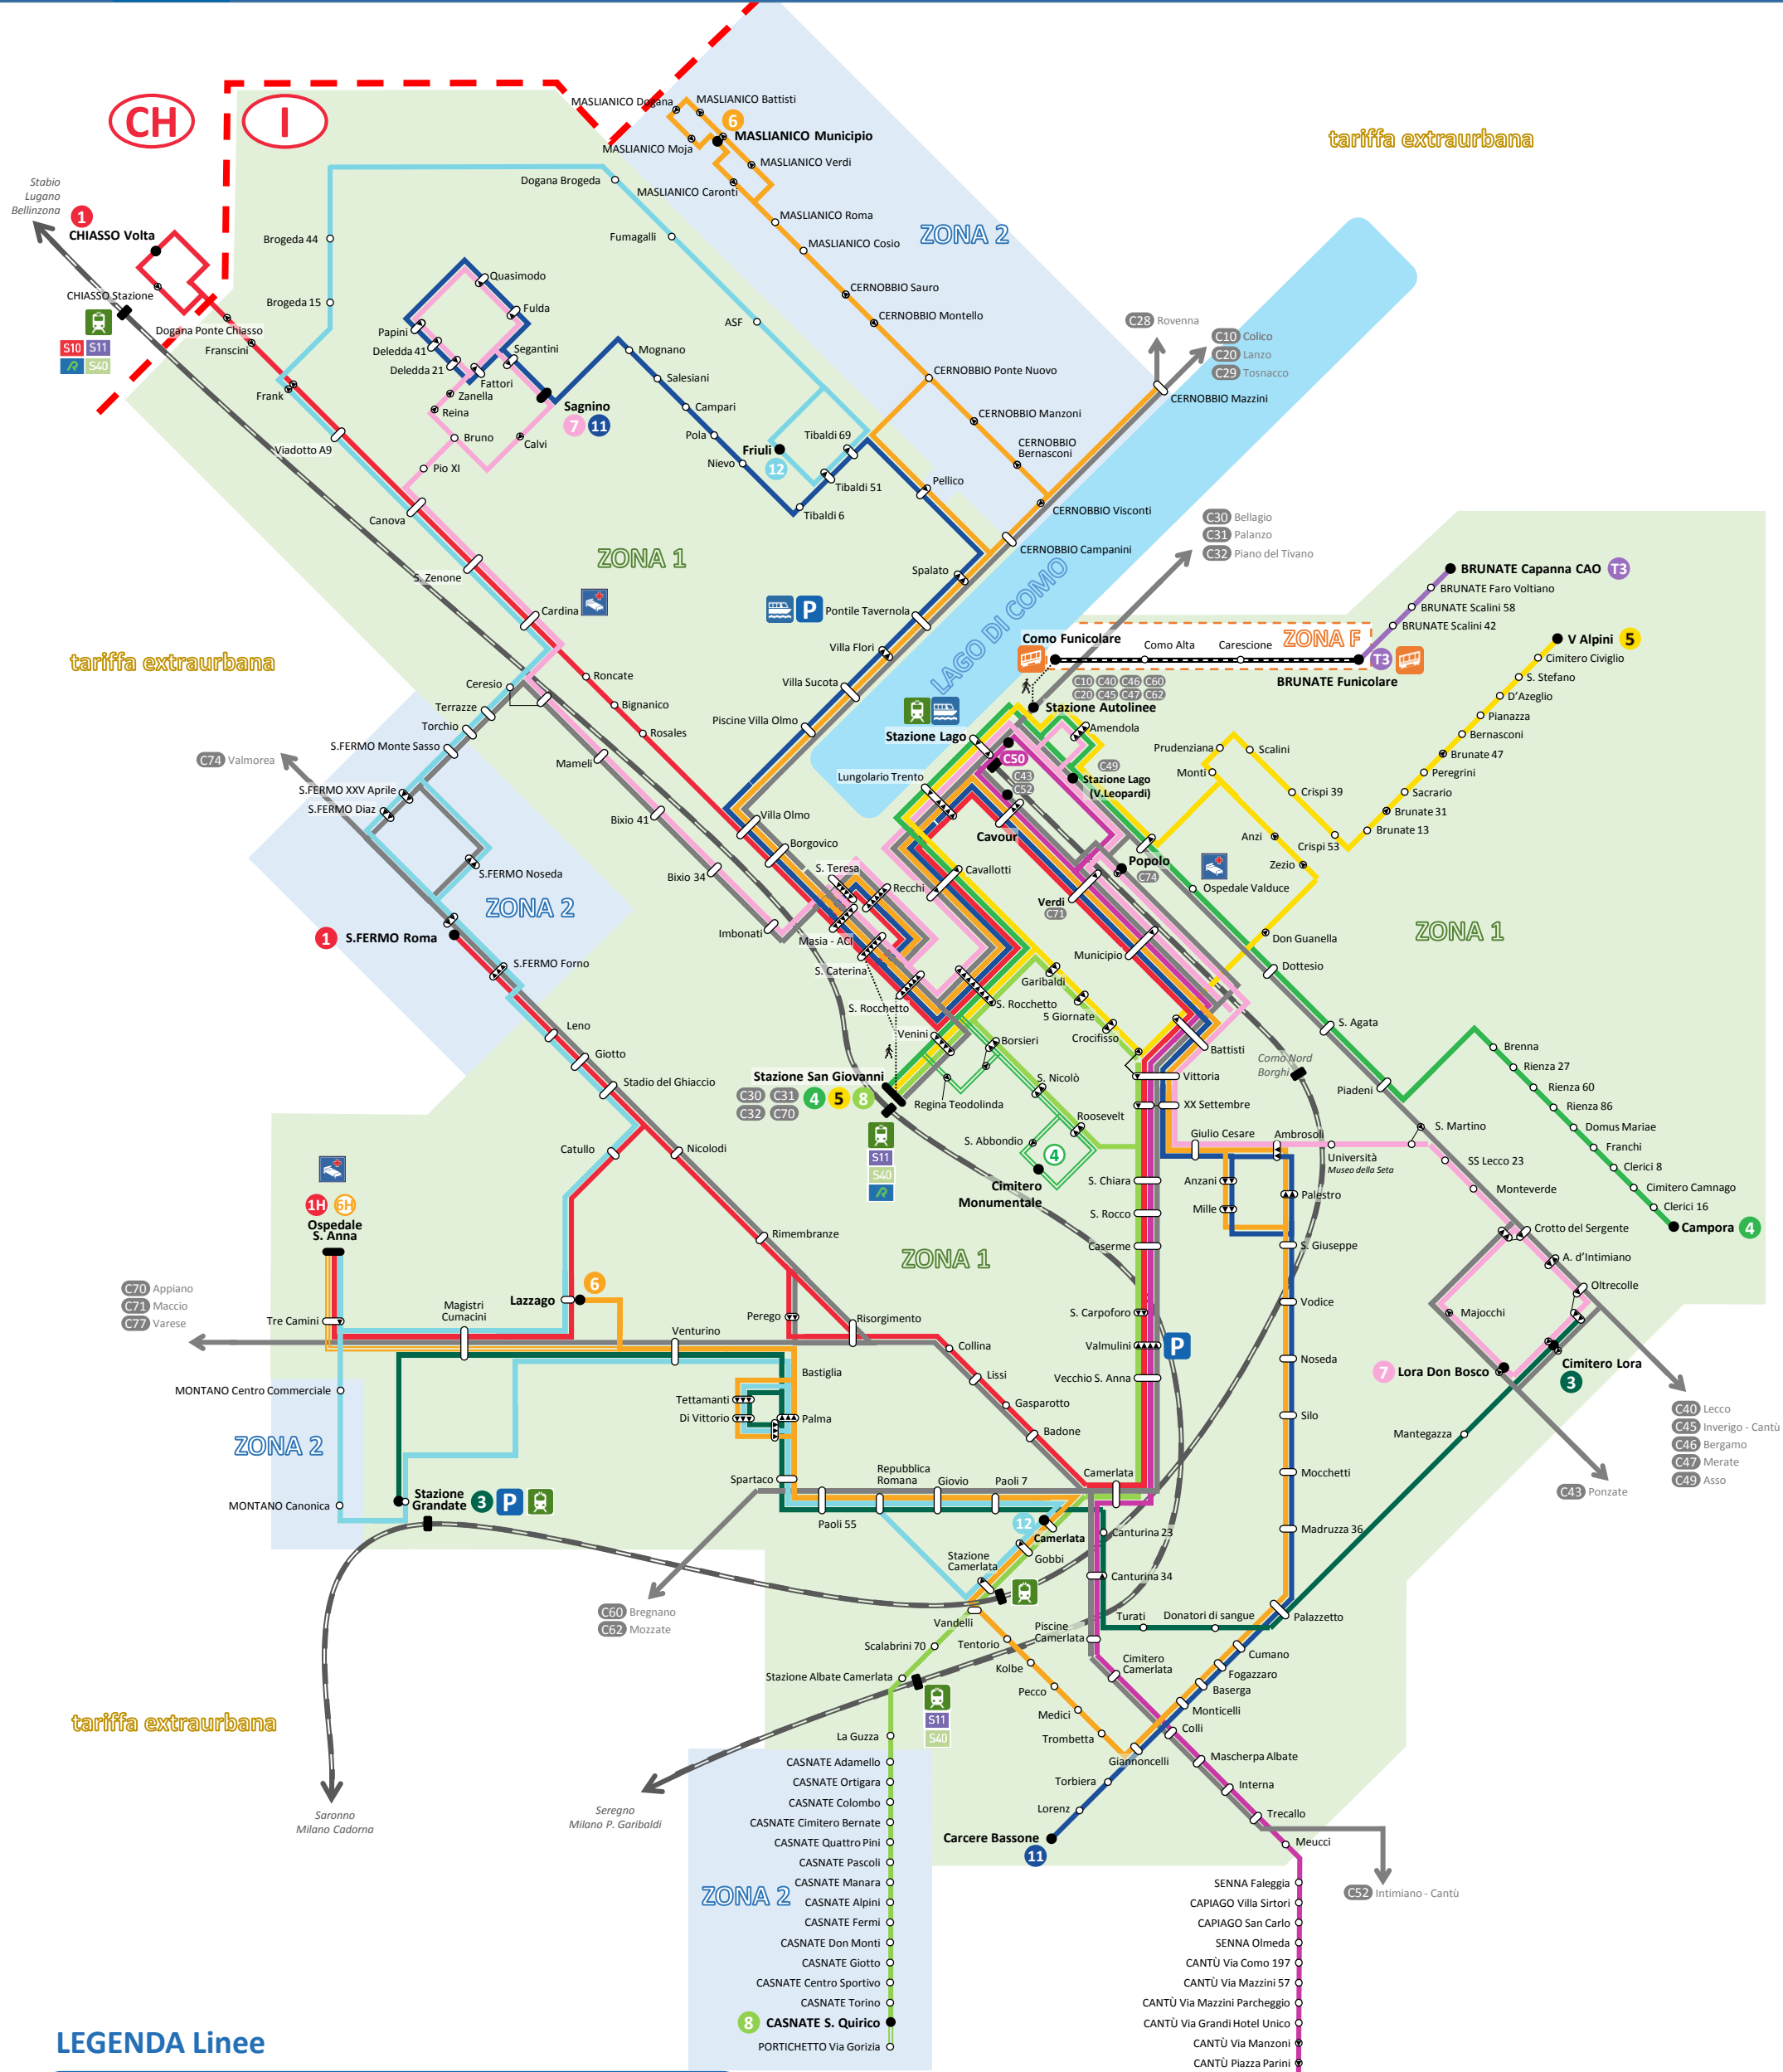 CH
I
Stabio
Lugano
Bellinzona
1
CHIASSO Volta
CHIASSO Stazione
S10
S11
S40
Dogana Ponte Chiasso
Franscini
Frank
Viadotto A9
Canova
S. Zenone
Cardina
Brogeda 44
Brogeda 15
Dogana Brogeda
Fumagalli
ASF
Quasimodo
Fulda
Papini
Deledda 41
Deledda 21
Segantini
Fattori
Zanella
Reina
Bruno
Pio XI
Calvi
Sagnino
7
11
Mognano
Salesiani
Campari
Pola
Nievo
Friuli
12
Tibaldi 69
Tibaldi 51
Tibaldi 6
MASLIANICO Dogana
MASLIANICO Battisti
6
MASLIANICO Municipio
MASLIANICO Moja
MASLIANICO Verdi
MASLIANICO Caronti
MASLIANICO Roma
MASLIANICO Cosio
ZONA 2
CERNOBBIO Sauro
CERNOBBIO Montello
CERNOBBIO Ponte Nuovo
CERNOBBIO Manzoni
CERNOBBIO
Bernasconi
CERNOBBIO Visconti
CERNOBBIO Mazzini
CERNOBBIO Campanini
tariffa extraurbana
C28 Rovenna
C10 Colico
C20 Lanzo
C29 Tosnacco
Pellico
Spalato
Pontile Tavernola
P
Villa Flori
Villa Sucota
Piscine Villa Olmo
Villa Olmo
Borgovico
ZONA 1
LAGO DI COMO
C30 Bellagio
C31 Palanzo
C32 Piano del Tivano
Como Funicolare
Como Alta
Carescione
ZONA F
T3
BRUNATE Funicolare
BRUNATE Capanna CAO T3
BRUNATE Faro Voltiano
BRUNATE Scalini 58
BRUNATE Scalini 42
V Alpini 5
Cimitero Civiglio
S. Stefano
D'Azeglio
Pianazza
Bernasconi
Brunate 47
Peregrini
Sacrario
Brunate 31
Brunate 13
Prudenziana
Scalini
Monti
Crispi 39
Crispi 53
Anzi
Zezio
Don Guanella
C10 C40 C46 C60
C20 C45 C47 C62
Stazione Autolinee
Amendola
Stazione Lago
C50
C43
C52
C49
Stazione Lago
(V.Leopardi)
Lungolario Trento
Cavour
Popolo
C74
Verdi
C71
Ospedale Valduce
Municipio
Cavallotti
S. Teresa
Recchi
Masia - ACI
S. Caterina
S. Rocchetto
S. Rocchetto
Garibaldi
5 Giornate
Crocifisso
Battisti
Vittoria
XX Settembre
Como Nord
Borghi
Dottesio
S. Agata
Piadeni
ZONA 1
Brenna
Rienza 27
Rienza 60
Rienza 86
Domus Mariae
Franchi
Clerici 8
Cimitero Camnago
Clerici 16
Campora 4
S. Martino
SS Lecco 23
Monteverde
Crotto del Sergente
A. d'Intimiano
Oltrecolle
Majocchi
7 Lora Don Bosco
Cimitero Lora
3
Mantegazza
C40 Lecco
C45 Inverigo - Cantù
C46 Bergamo
C47 Merate
C49 Asso
C43 Ponzate
tariffa extraurbana
Ceresio
Terrazze
Torchio
S.FERMO Monte Sasso
C74 Valmorea
S.FERMO XXV Aprile
S.FERMO Diaz
S.FERMO Noseda
ZONA 2
1 S.FERMO Roma
S.FERMO Forno
Leno
Giotto
Stadio del Ghiaccio
Roncate
Bignanico
Rosales
Mameli
Bixio 41
Bixio 34
Imbonati
Venini
Borsieri
Stazione San Giovanni
C30 C31 4 5 8
C32 C70
S11
S40
Regina Teodolinda
S. Nicolò
Roosevelt
S. Abbondio
4
Cimitero
Monumentale
Giulio Cesare
Ambrosoli
Università
Museo della Seta
S. Chiara
Anzani
Palestro
S. Rocco
Mille
Caserme
S. Giuseppe
S. Carpoforo
Vodice
Valmulini
P
Vecchio S. Anna
Noseda
Silo
Mocchetti
Madruzza 36
Palazzetto
Catullo
Nicolodi
Rimembranze
ZONA 1
1H 6H
Ospedale
S. Anna
C70 Appiano
C71 Maccio
C77 Varese
Tre Camini
Magistri
Cumacini
Lazzago
6
Venturino
Perego
Risorgimento
Collina
Lissi
Gasparotto
Badone
Camerlata
MONTANO Centro Commerciale
ZONA 2
MONTANO Canonica
Bastiglia
Tettamanti
Di Vittorio
Palma
Spartaco
Stazione
Grandate 3 P
Paoli 55
Repubblica
Romana
Giovio
Paoli 7
12
Camerlata
Canturina 23
Gobbi
Stazione
Camerlata
Canturina 34
C60 Bregnano
C62 Mozzate
Vandelli
Scalabrini 70
Tentorio
Kolbe
Pecco
Medici
Trombetta
Giannoncelli
Torbiera
Lorenz
Carcere Bassone
11
Piscine
Camerlata
Turati
Donatori di sangue
Cimitero
Camerlata
Cumano
Fogazzaro
Baserga
Monticelli
Colli
Mascherpa Albate
Interna
Trecallo
Meucci
C52 Intimiano - Cantù
Stazione Albate Camerlata
S11
S40
La Guzza
tariffa extraurbana
Saronno
Milano Cadorna
Seregno
Milano P. Garibaldi
CASNATE Adamello
CASNATE Ortigara
CASNATE Colombo
CASNATE Cimitero Bernate
CASNATE Quattro Pini
CASNATE Pascoli
CASNATE Manara
ZONA 2
CASNATE Alpini
CASNATE Fermi
CASNATE Don Monti
CASNATE Giotto
CASNATE Centro Sportivo
CASNATE Torino
8 CASNATE S. Quirico
PORTICHETTO Via Gorizia
SENNA Faleggia
CAPIAGO Villa Sirtori
CAPIAGO San Carlo
SENNA Olmeda
CANTÙ Via Como 197
CANTÙ Via Mazzini 57
CANTÙ Via Mazzini Parcheggio
CANTÙ Via Grandi Hotel Unico
CANTÙ Via Manzoni
CANTÙ Piazza Parini
LEGENDA Linee